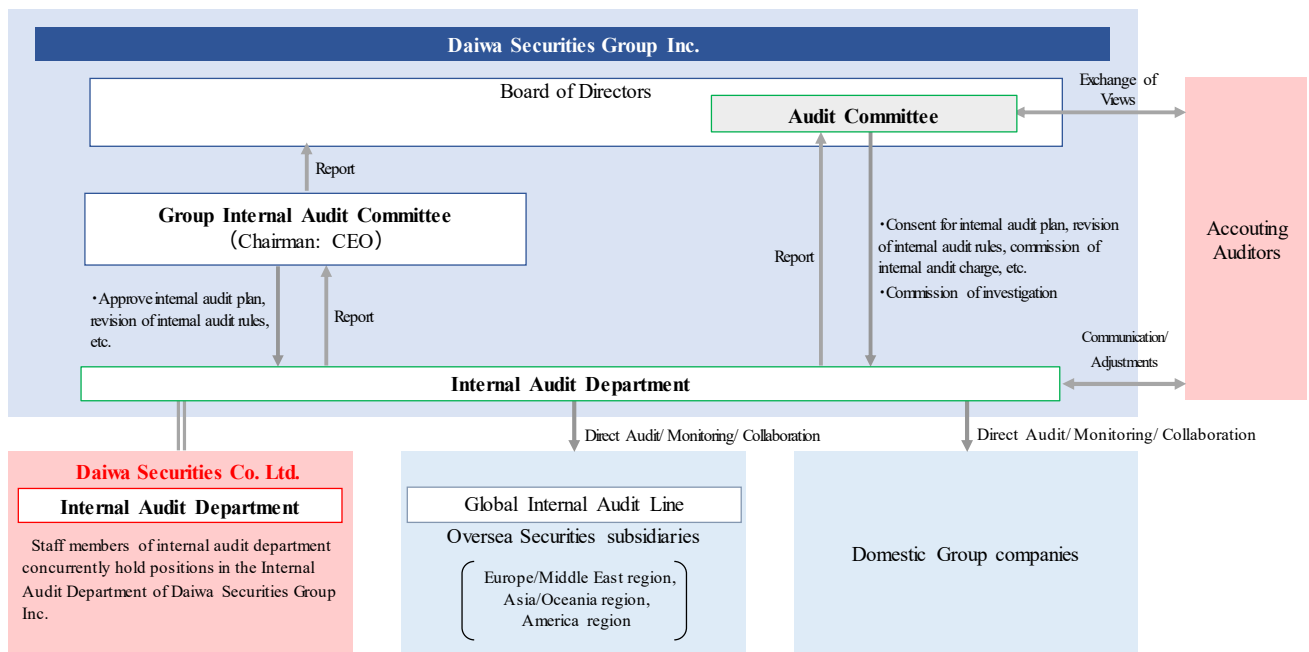 Daiwa Securities Group Inc.
Board of Directors
Audit Committee
Exchange of
Views
Report
Group Internal Audit Committee
（Chairman: CEO）
Accouting
Auditors
・Consent for internal audit plan, revision
of internal audit rules, commission of
internal andit charge, etc.
・Commission of investigation
Report
・Approve internal audit plan,
revision of internal audit rules,
etc.
Report
Communication/
Adjustments
Internal Audit Department
Direct Audit/ Monitoring/ Collaboration
Direct Audit/ Monitoring/ Collaboration
Daiwa Securities Co. Ltd.
Internal Audit Department
Staff members of internal audit department
concurrently hold positions in the Internal
Audit Department of Daiwa Securities Group
Inc.
Global Internal Audit Line
Oversea Securities subsidiaries
Europe/Middle East region,
Asia/Oceania region,
America region
Domestic Group companies